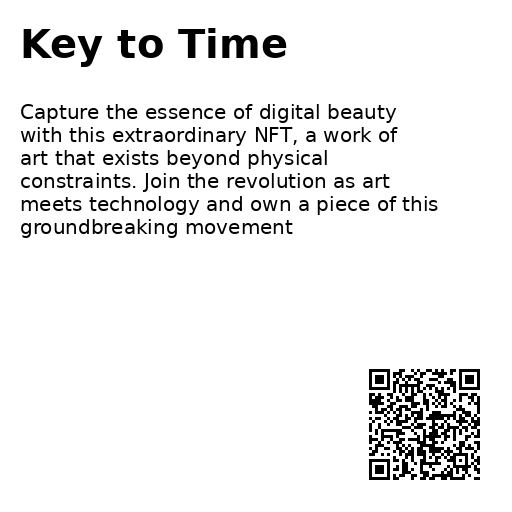 Key to Time
Capture the essence of digital beauty
with this extraordinary NFT, a work of
art that exists beyond physical
constraints. Join the revolution as art
meets technology and own a piece of this
groundbreaking movement